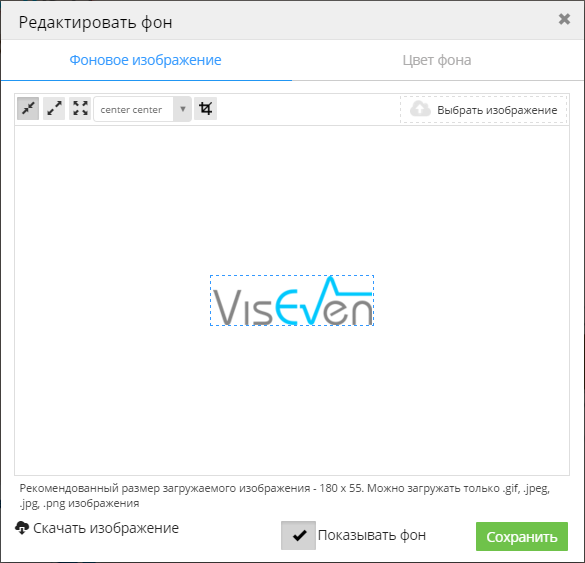 Редактировать фон
Фоновое изображение
Цвет фона
center center
Выбрать изображение
VisEven
Рекомендованный размер загружаемого изображения - 180 x 55. Можно загружать только .gif, .jpeg,
.jpg, .png изображения
Скачать изображение
Показывать фон
Сохранить